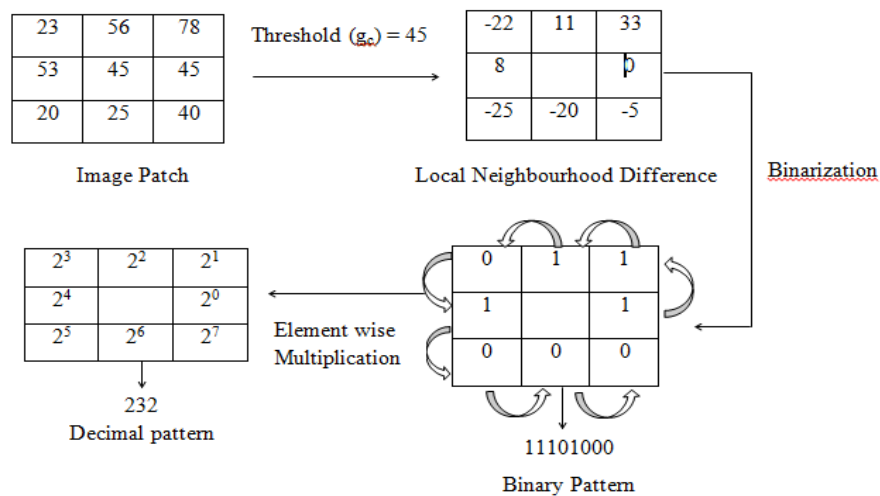 23 56 78
53 45 45
20 25 40
Image Patch
Threshold (gc) = 45
-22 11 33
8 0
-25 -20 -5
Local Neighbourhood Difference
Binarization
2³ 2² 2¹
2⁴ 2⁰
2⁵ 2⁶ 2⁷
232
Decimal pattern
Element wise
Multiplication
0 1 1
1 1
0 0 0
11101000
Binary Pattern